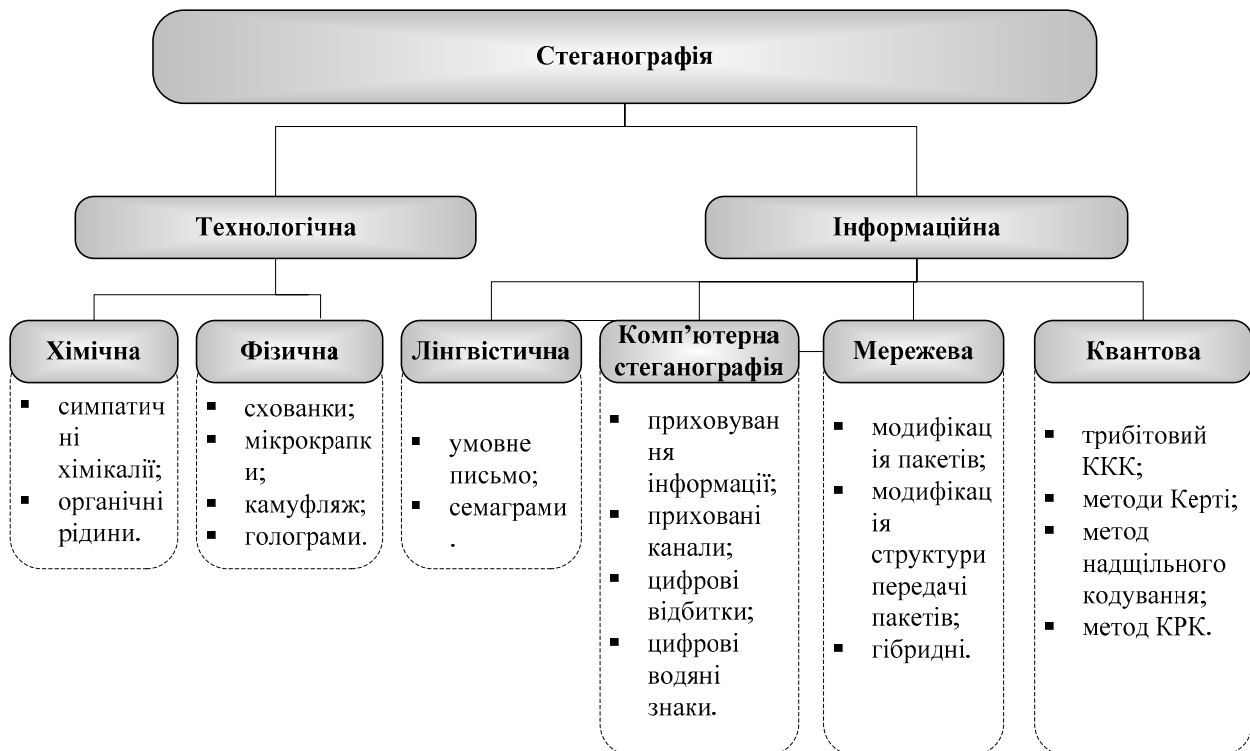 Стеганографія
Технологічна
Інформаційна
Хімічна
Фізична
Лінгвістична
Комп’ютерна
стеганографія
Мережева
Квантова
▪ симпатич
ні
хімікалії;
▪ органічні
рідини.
▪ схованки;
▪ мікрокрапк
и;
▪ камуфляж;
▪ голограми.
▪ умовне
письмо;
▪ семаграми
.
▪ приховуван
ня
інформації;
▪ приховані
канали;
▪ цифрові
відбитки;
▪ цифрові
водяні
знаки.
▪ модифікац
ія пакетів;
▪ модифікац
ія
структури
передачі
пакетів;
▪ гібридні.
▪ трибітовий
ККК;
▪ методи Керті;
▪ метод
надщільного
кодування;
▪ метод КРК.